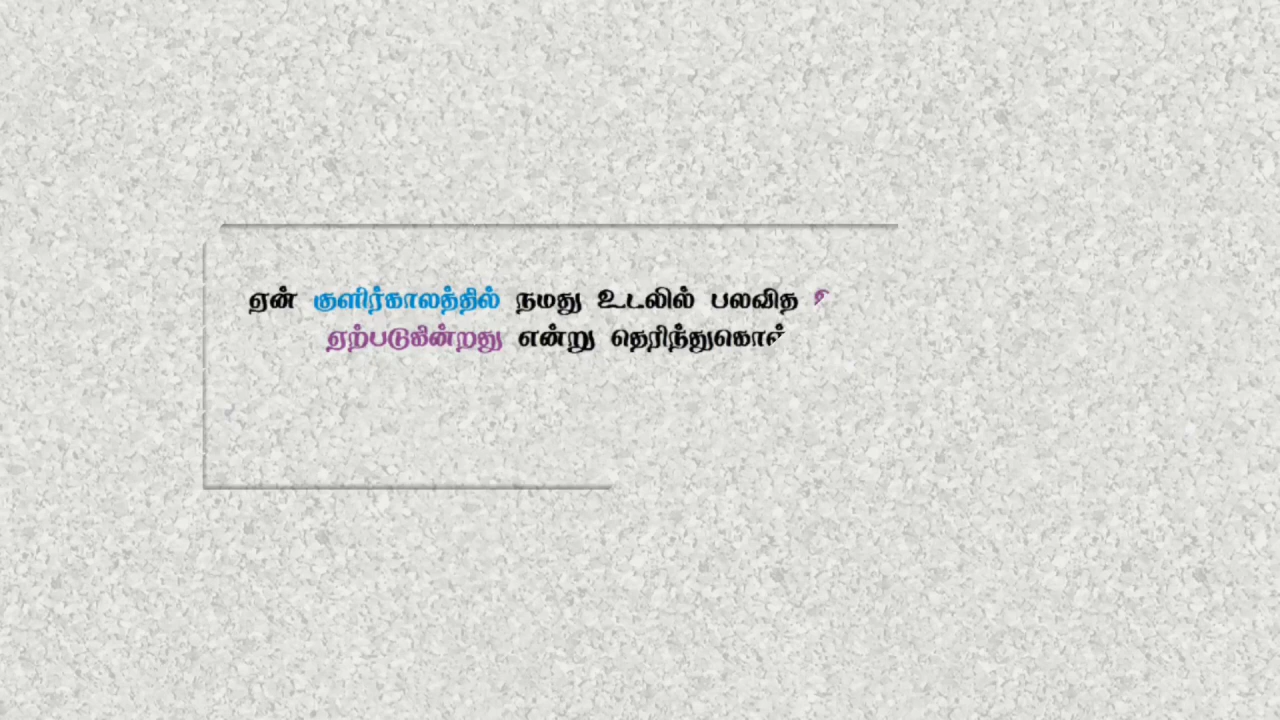 ஏன் குளிர்காலத்தில் நமது உடலில் பலவித
ஏற்படுகின்றது என்று